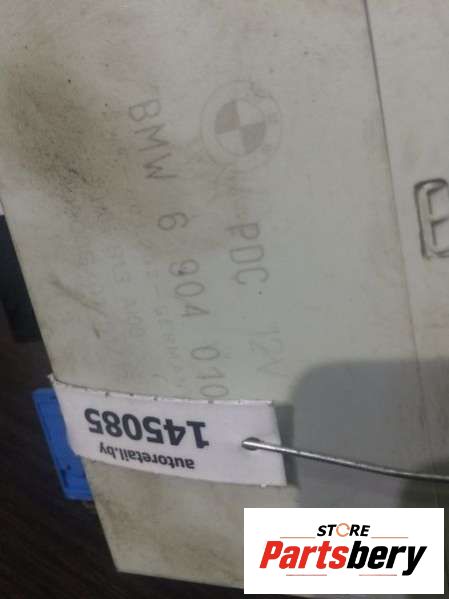 PDC 12V
BMW 6 904 010
145085
autoretail.by
STORE
Partsbery